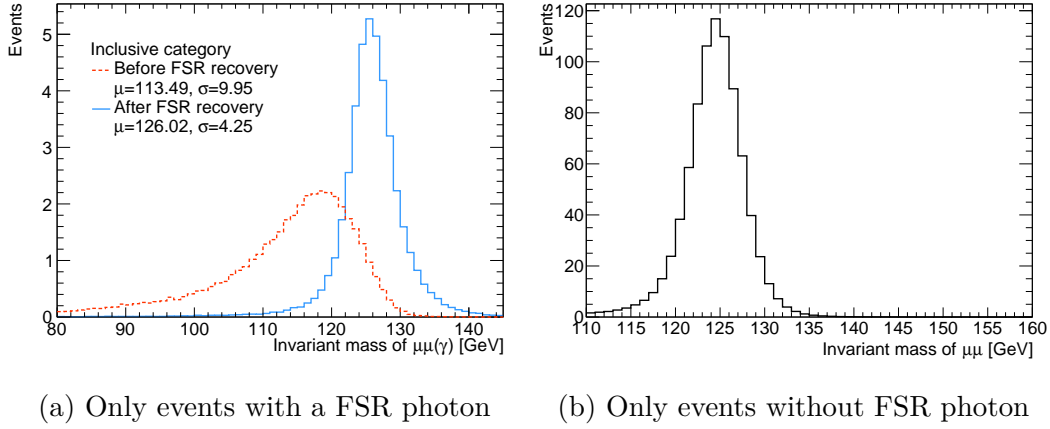 Events
5
4
3
2
1
0
Inclusive category
Before FSR recovery
μ=113.49, σ=9.95
After FSR recovery
μ=126.02, σ=4.25
80 90 100 110 120 130 140
Invariant mass of μμ(γ) [GeV]
Events
120
100
80
60
40
20
0
110 115 120 125 130 135 140 145 150 155 160
Invariant mass of μμ [GeV]
(a) Only events with a FSR photon
(b) Only events without FSR photon